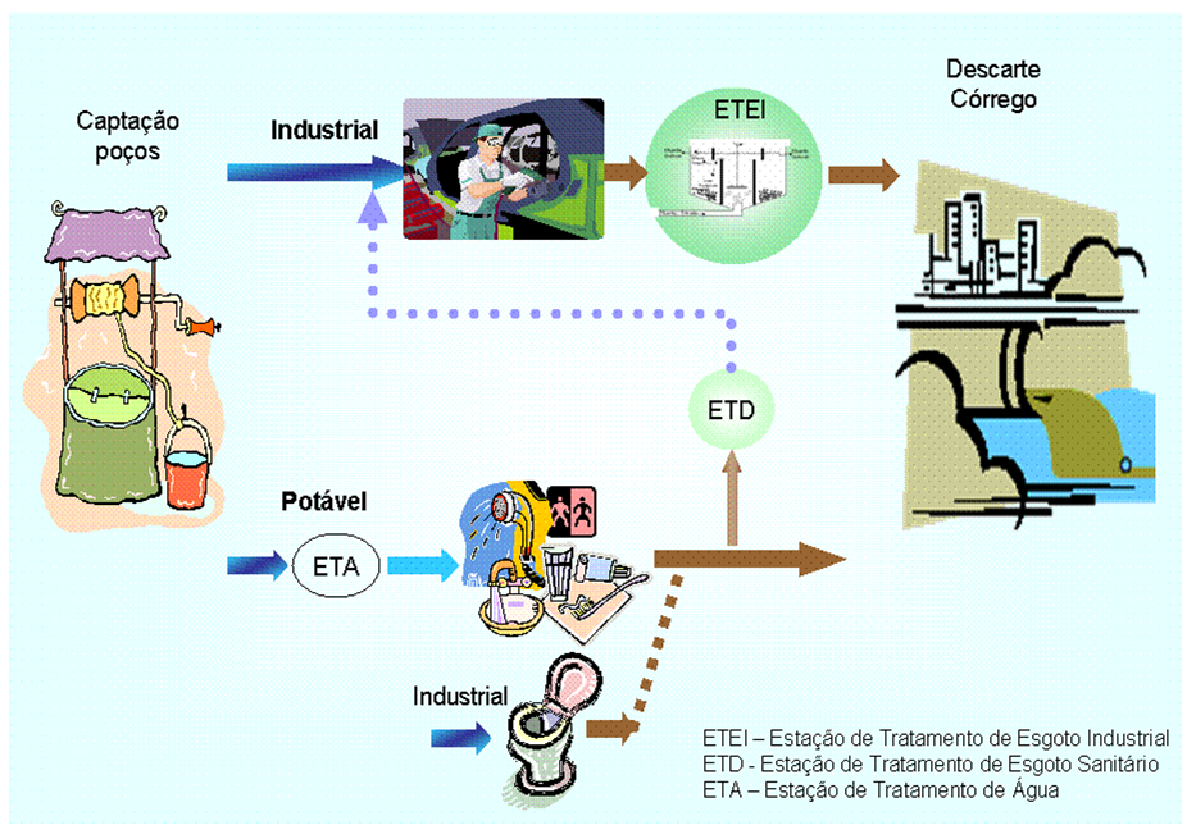 Captação
poços
Industrial
ETEI
Descarte
Córrego
ETD
Potável
ETA
Industrial
ETEI – Estação de Tratamento de Esgoto Industrial
ETD - Estação de Tratamento de Esgoto Sanitário
ETA – Estação de Tratamento de Água